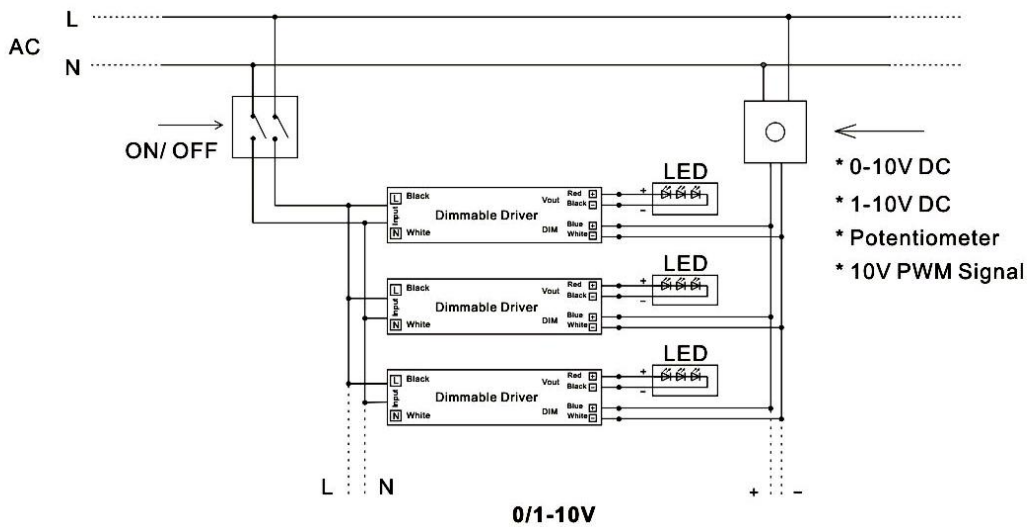 L
AC
N
ON/ OFF
* 0-10V DC
* 1-10V DC
* Potentiometer
* 10V PWM Signal
LED
L Black
Input
N White
Dimmable Driver
Vout
Red +
Black −
DIM
Blue +
White −
+
−
LED
L Black
Input
N White
Dimmable Driver
Vout
Red +
Black −
DIM
Blue +
White −
+
−
LED
L Black
Input
N White
Dimmable Driver
Vout
Red +
Black −
DIM
Blue +
White −
+
−
L N
+ −
0/1-10V